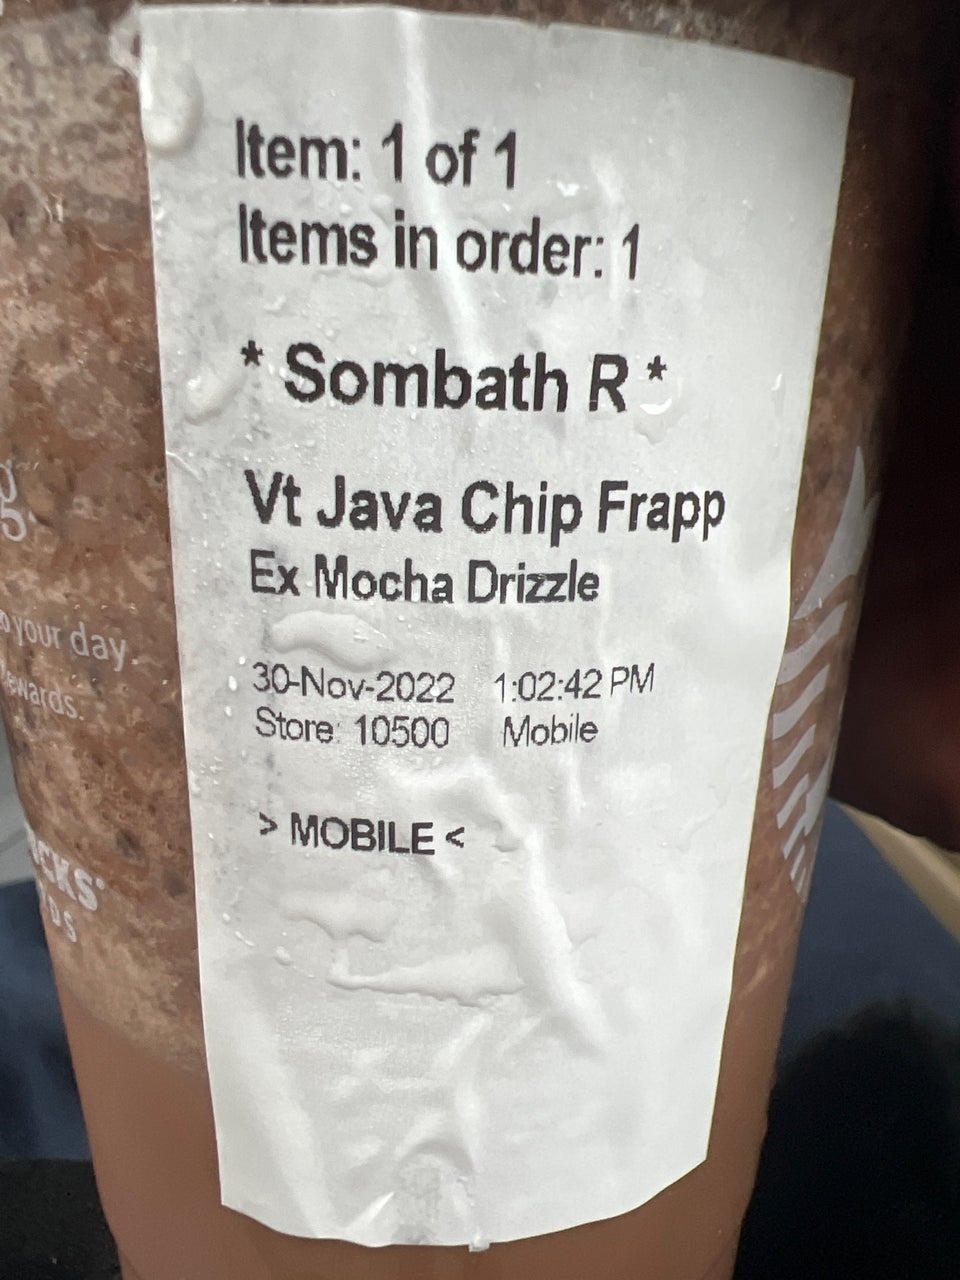 Item: 1 of 1
Items in order: 1
* Sombath R *
Vt Java Chip Frapp
Ex Mocha Drizzle
30-Nov-2022 1:02:42 PM
Store: 10500 Mobile
> MOBILE <
your day.